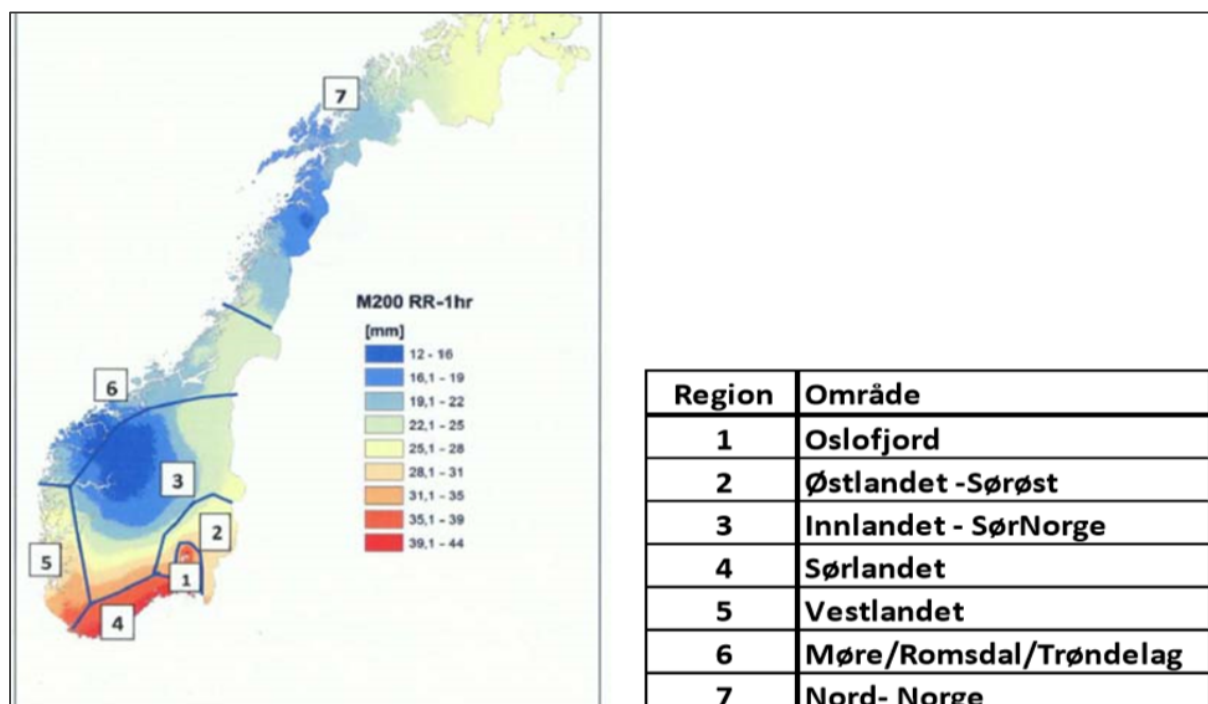 7
M200 RR-1hr
[mm]
12 - 16
16,1 - 19
19,1 - 22
22,1 - 25
25,1 - 28
28,1 - 31
31,1 - 35
35,1 - 39
39,1 - 44
6
3
2
5
1
4
Region Område
1 Oslofjord
2 Østlandet -Sørøst
3 Innlandet - SørNorge
4 Sørlandet
5 Vestlandet
6 Møre/Romsdal/Trøndelag
7 Nord- Norge